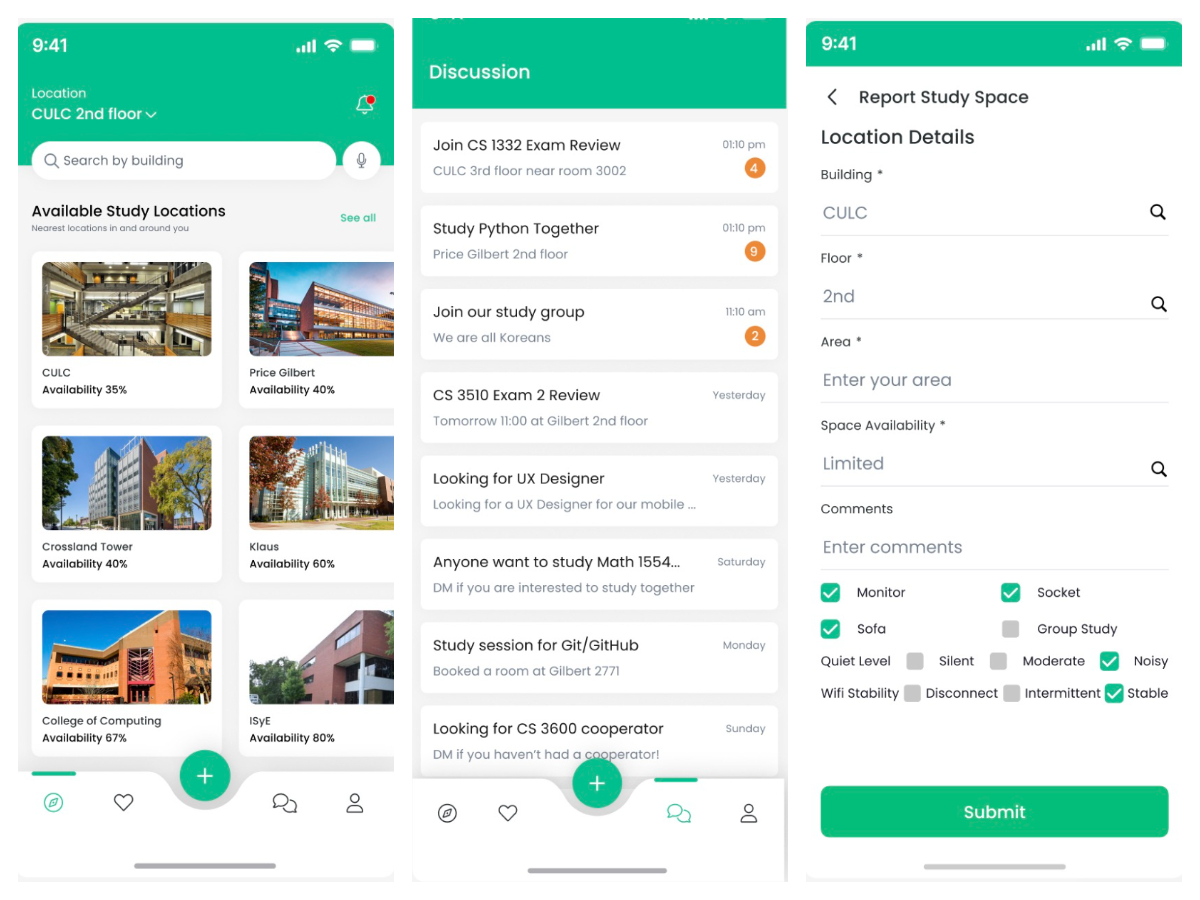 9:41
Location
CULC 2nd floor
Search by building
Available Study Locations
See all
Nearest locations in and around you
CULC
Availability 35%
Price Gilbert
Availability 40%
Crossland Tower
Availability 40%
Klaus
Availability 60%
College of Computing
Availability 67%
ISyE
Availability 80%
+
Discussion
Join CS 1332 Exam Review
01:10 pm
CULC 3rd floor near room 3002
4
Study Python Together
01:10 pm
Price Gilbert 2nd floor
9
Join our study group
11:10 am
We are all Koreans
2
CS 3510 Exam 2 Review
Yesterday
Tomorrow 11:00 at Gilbert 2nd floor
Looking for UX Designer
Yesterday
Looking for a UX Designer for our mobile ...
Anyone want to study Math 1554...
Saturday
DM if you are interested to study together
Study session for Git/GitHub
Monday
Booked a room at Gilbert 2771
Looking for CS 3600 cooperator
Sunday
DM if you haven't had a cooperator!
+
9:41
Report Study Space
Location Details
Building *
CULC
Floor *
2nd
Area *
Enter your area
Space Availability *
Limited
Comments
Enter comments
Monitor
Socket
Sofa
Group Study
Quiet Level Silent Moderate Noisy
Wifi Stability Disconnect Intermittent Stable
Submit